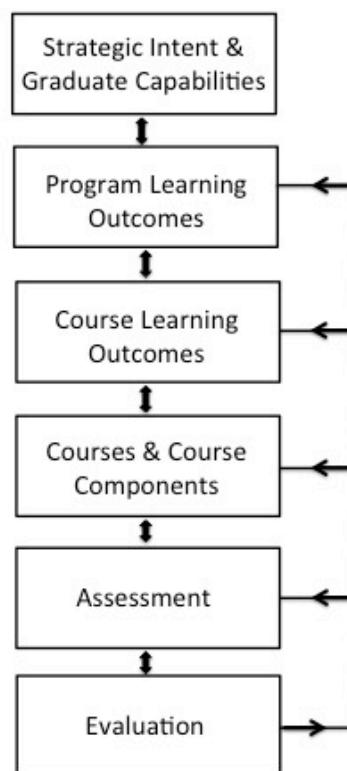 Strategic Intent &
Graduate Capabilities
Program Learning
Outcomes
Course Learning
Outcomes
Courses & Course
Components
Assessment
Evaluation